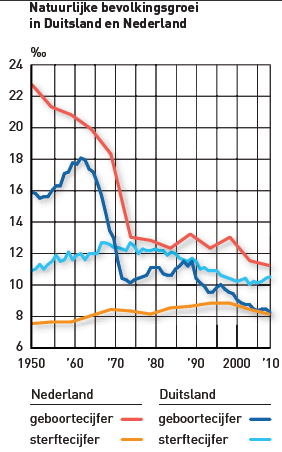 Natuurlijke bevolkingsgroei
in Duitsland en Nederland
‰
24
22
20
18
16
14
12
10
8
6
1950 '60 '70 '80 '90 2000 '10
Nederland Duitsland
geboortecijfer geboortecijfer
sterftecijfer sterftecijfer